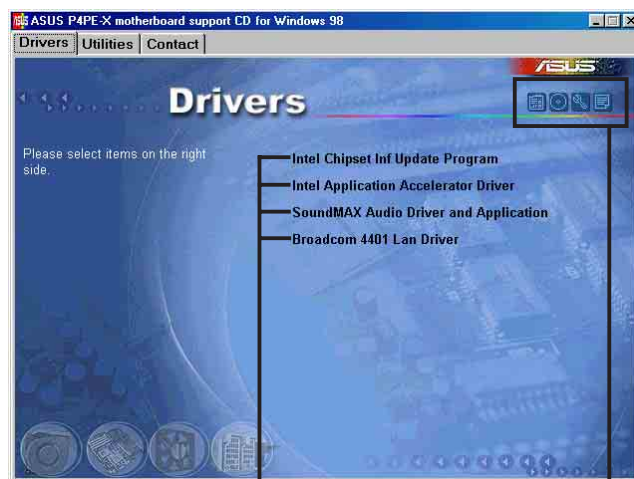 ASUS P4PE-X motherboard support CD for Windows 98
Drivers Utilities Contact
ASUS
Drivers
Please select items on the right
side.
Intel Chipset Inf Update Program
Intel Application Accelerator Driver
SoundMAX Audio Driver and Application
Broadcom 4401 Lan Driver